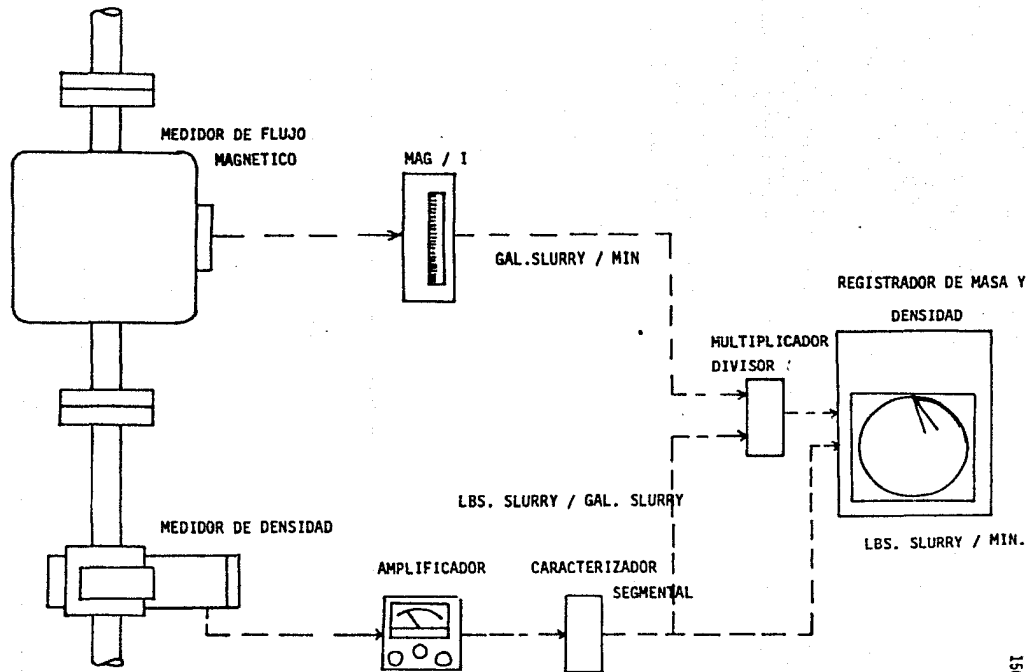 MEDIDOR DE FLUJO
MAGNETICO
MAG / I
GAL.SLURRY / MIN
REGISTRADOR DE MASA Y
DENSIDAD
MULTIPLICADOR
DIVISOR
LBS. SLURRY / GAL. SLURRY
LBS. SLURRY / MIN.
MEDIDOR DE DENSIDAD
AMPLIFICADOR
CARACTERIZADOR
SEGMENTAL